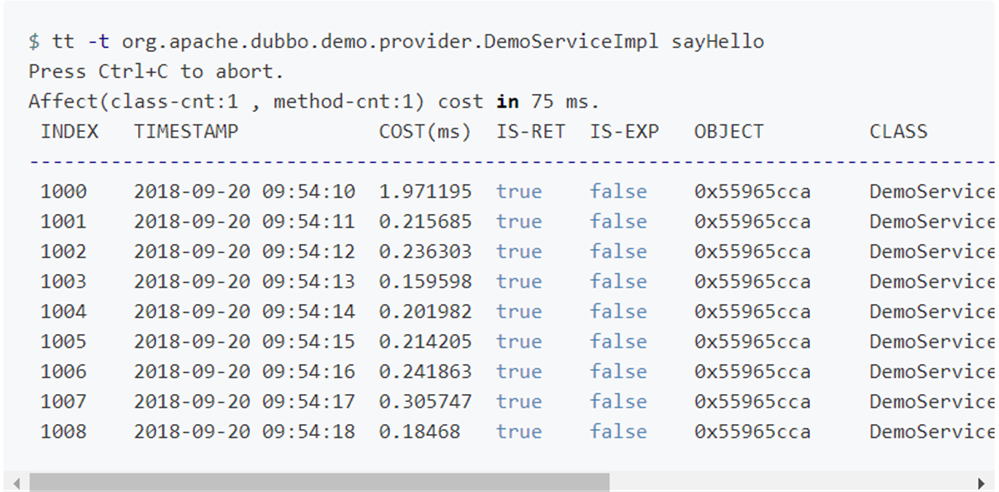 $ tt -t org.apache.dubbo.demo.provider.DemoServiceImpl sayHello
Press Ctrl+C to abort.
Affect(class-cnt:1 , method-cnt:1) cost in 75 ms.
INDEX TIMESTAMP COST(ms) IS-RET IS-EXP OBJECT CLASS
--------------------------------------------------------------------------------
1000 2018-09-20 09:54:10 1.971195 true false 0x55965cca DemoService
1001 2018-09-20 09:54:11 0.215685 true false 0x55965cca DemoService
1002 2018-09-20 09:54:12 0.236303 true false 0x55965cca DemoService
1003 2018-09-20 09:54:13 0.159598 true false 0x55965cca DemoService
1004 2018-09-20 09:54:14 0.201982 true false 0x55965cca DemoService
1005 2018-09-20 09:54:15 0.214205 true false 0x55965cca DemoService
1006 2018-09-20 09:54:16 0.241863 true false 0x55965cca DemoService
1007 2018-09-20 09:54:17 0.305747 true false 0x55965cca DemoService
1008 2018-09-20 09:54:18 0.18468 true false 0x55965cca DemoService